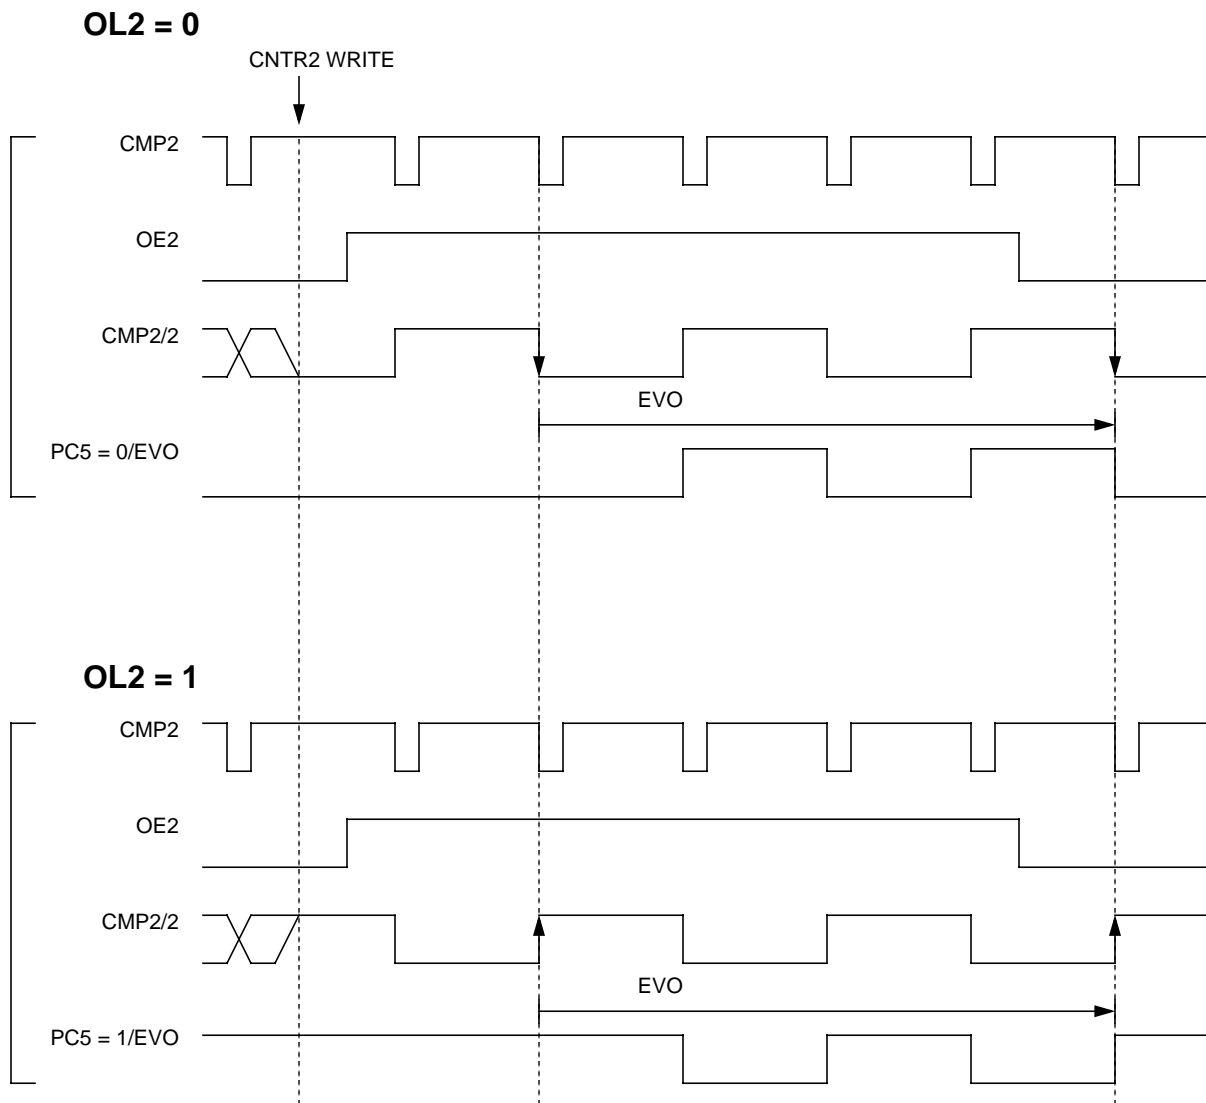 OL2 = 0
CNTR2 WRITE
CMP2
OE2
CMP2/2
EVO
PC5 = 0/EVO
OL2 = 1
CMP2
OE2
CMP2/2
EVO
PC5 = 1/EVO